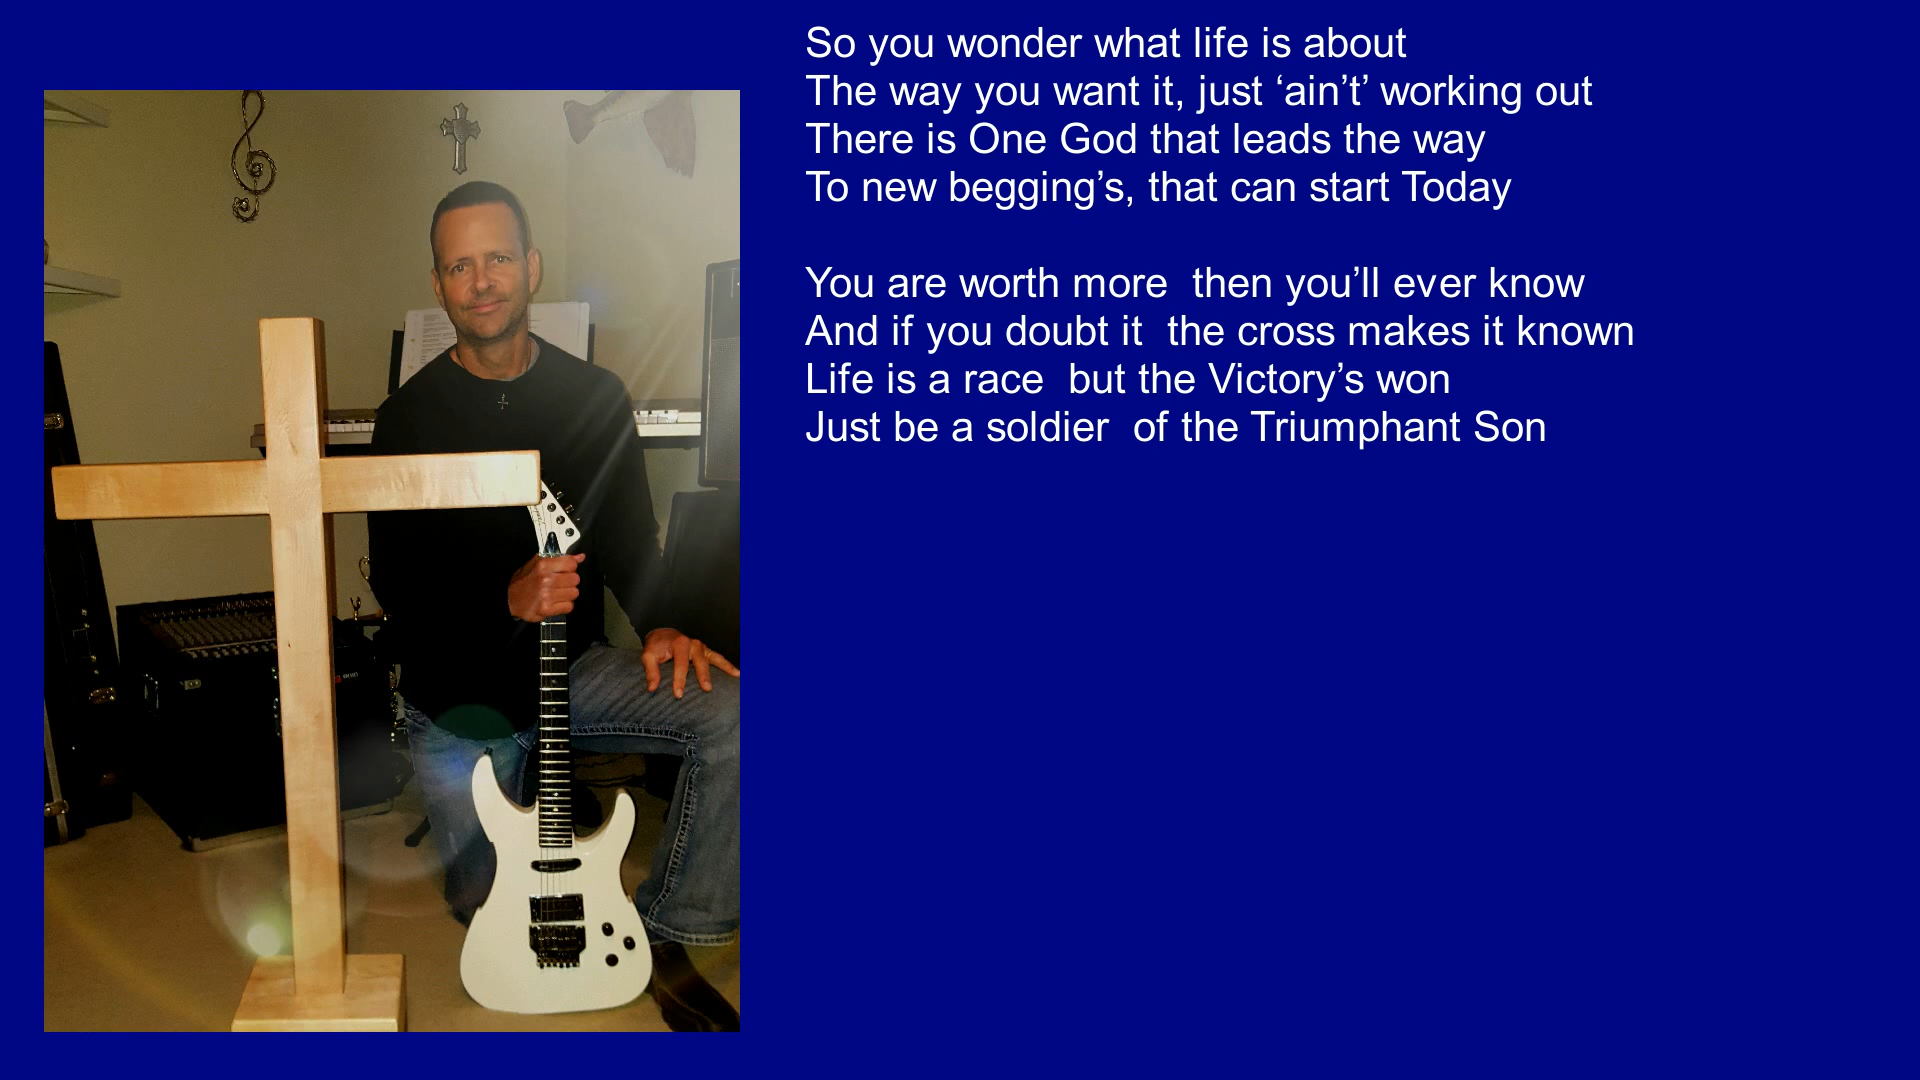 So you wonder what life is about
The way you want it, just ‘ain’t’ working out
There is One God that leads the way
To new begging’s, that can start Today
You are worth more  then you’ll ever know
And if you doubt it  the cross makes it known
Life is a race  but the Victory’s won
Just be a soldier  of the Triumphant Son